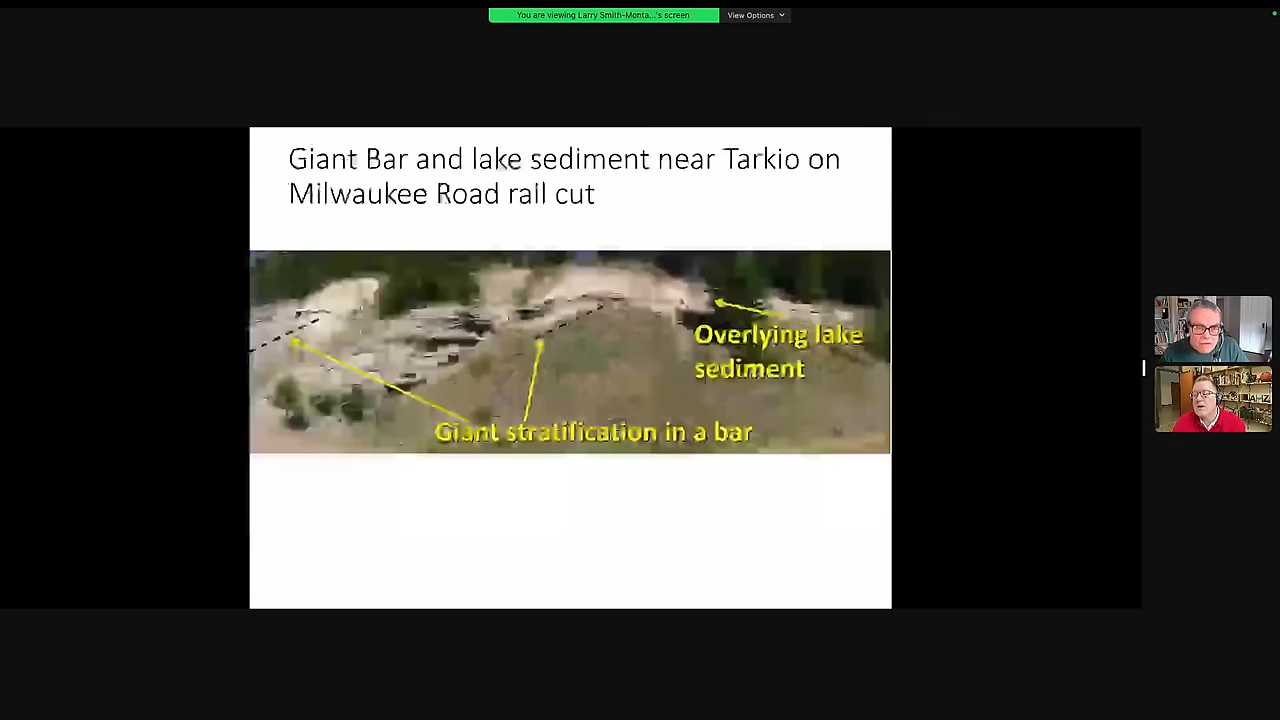 You are viewing Larry Smith-Monta...'s screen
View Options
Giant Bar and lake sediment near Tarkio on
Milwaukee Road rail cut
Overlying lake
sediment
Giant stratification in a bar